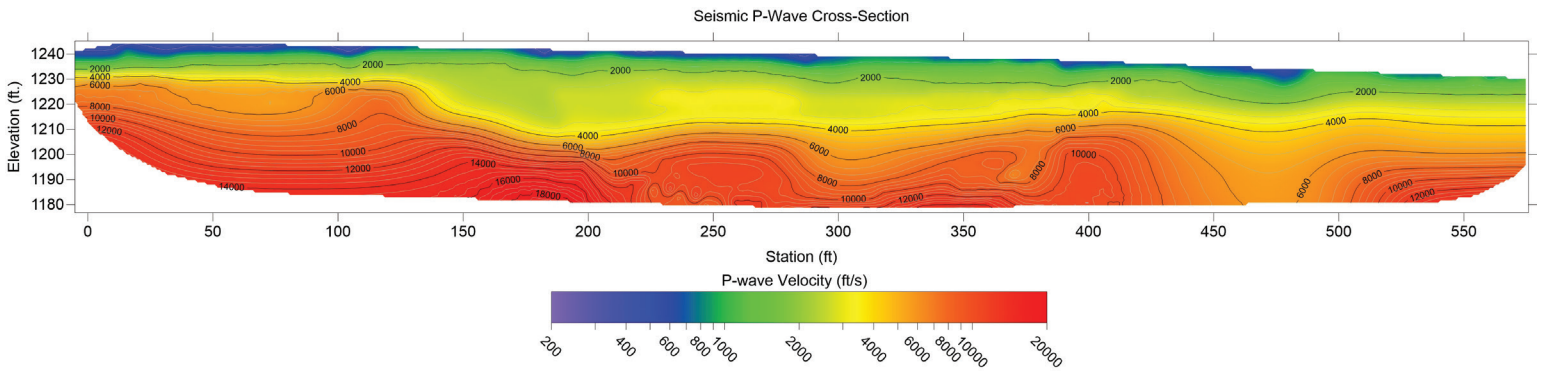 Seismic P-Wave Cross-Section
1240
1230
1220
1210
1200
1190
1180
Elevation (ft.)
2000 2000 2000 2000 2000 2000
4000 4000 4000 4000 4000 4000
6000 6000 6000 6000 6000 6000
8000 8000 8000 8000 8000 8000
10000 10000 10000 10000 10000 10000
12000 12000 12000 12000
14000 14000
16000
18000
0 50 100 150 200 250 300 350 400 450 500 550
Station (ft)
P-wave Velocity (ft/s)
200 400 600 800 1000 2000 4000 6000 8000 10000 20000